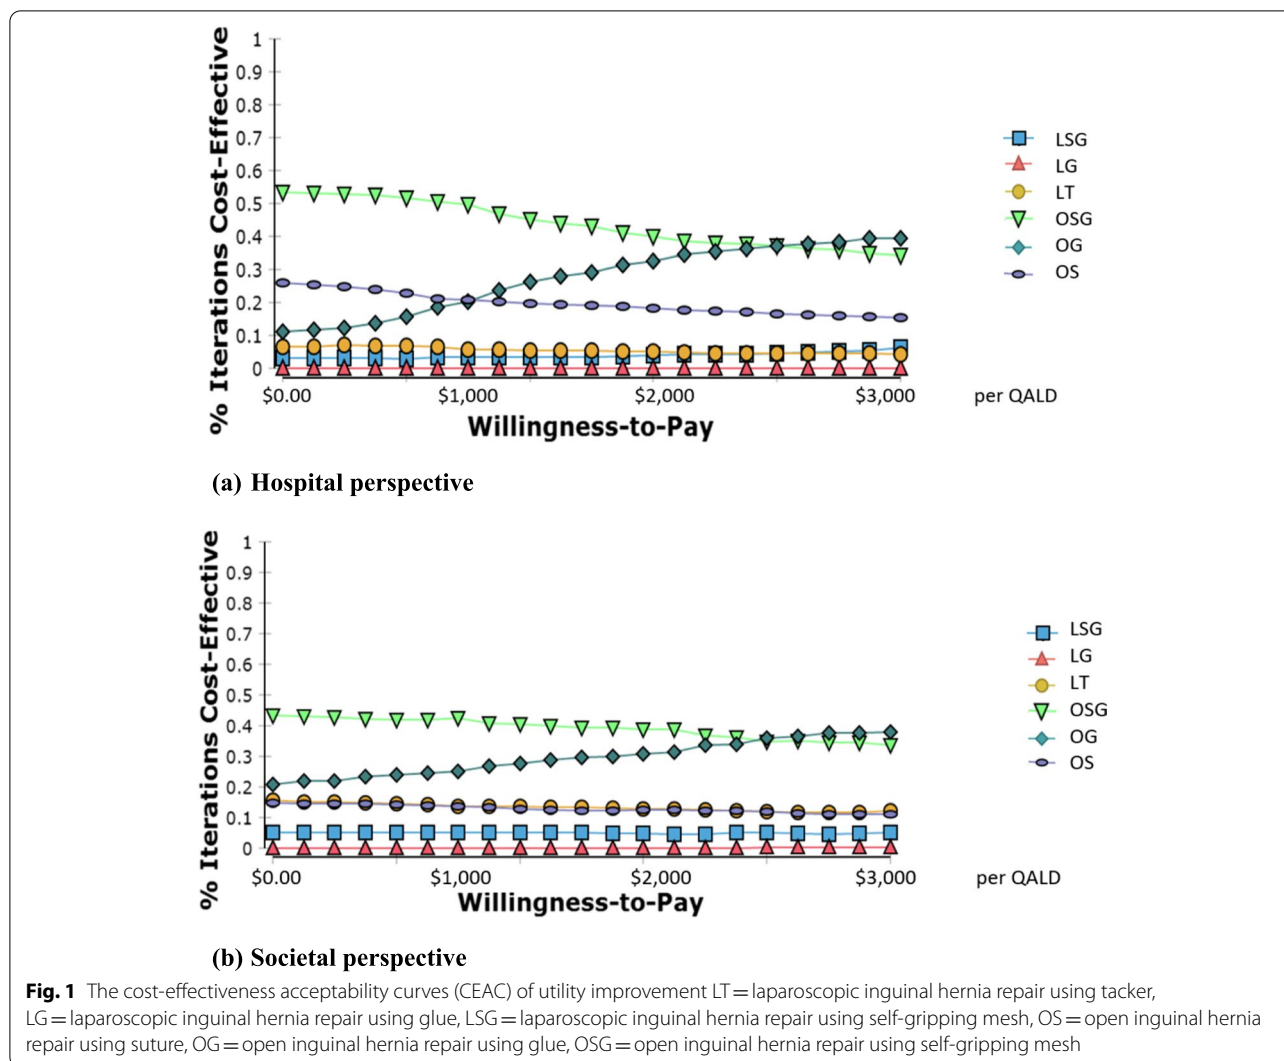 % Iterations Cost-Effective
1
0.9
0.8
0.7
0.6
0.5
0.4
0.3
0.2
0.1
0
$0.00 $1,000 $2,000 $3,000 per QALD
Willingness-to-Pay
LSG
LG
LT
OSG
OG
OS
(a) Hospital perspective
% Iterations Cost-Effective
1
0.9
0.8
0.7
0.6
0.5
0.4
0.3
0.2
0.1
0
$0.00 $1,000 $2,000 $3,000 per QALD
Willingness-to-Pay
LSG
LG
LT
OSG
OG
OS
(b) Societal perspective
Fig. 1 The cost-effectiveness acceptability curves (CEAC) of utility improvement LT = laparoscopic inguinal hernia repair using tacker,
LG = laparoscopic inguinal hernia repair using glue, LSG = laparoscopic inguinal hernia repair using self-gripping mesh, OS = open inguinal hernia
repair using suture, OG = open inguinal hernia repair using glue, OSG = open inguinal hernia repair using self-gripping mesh